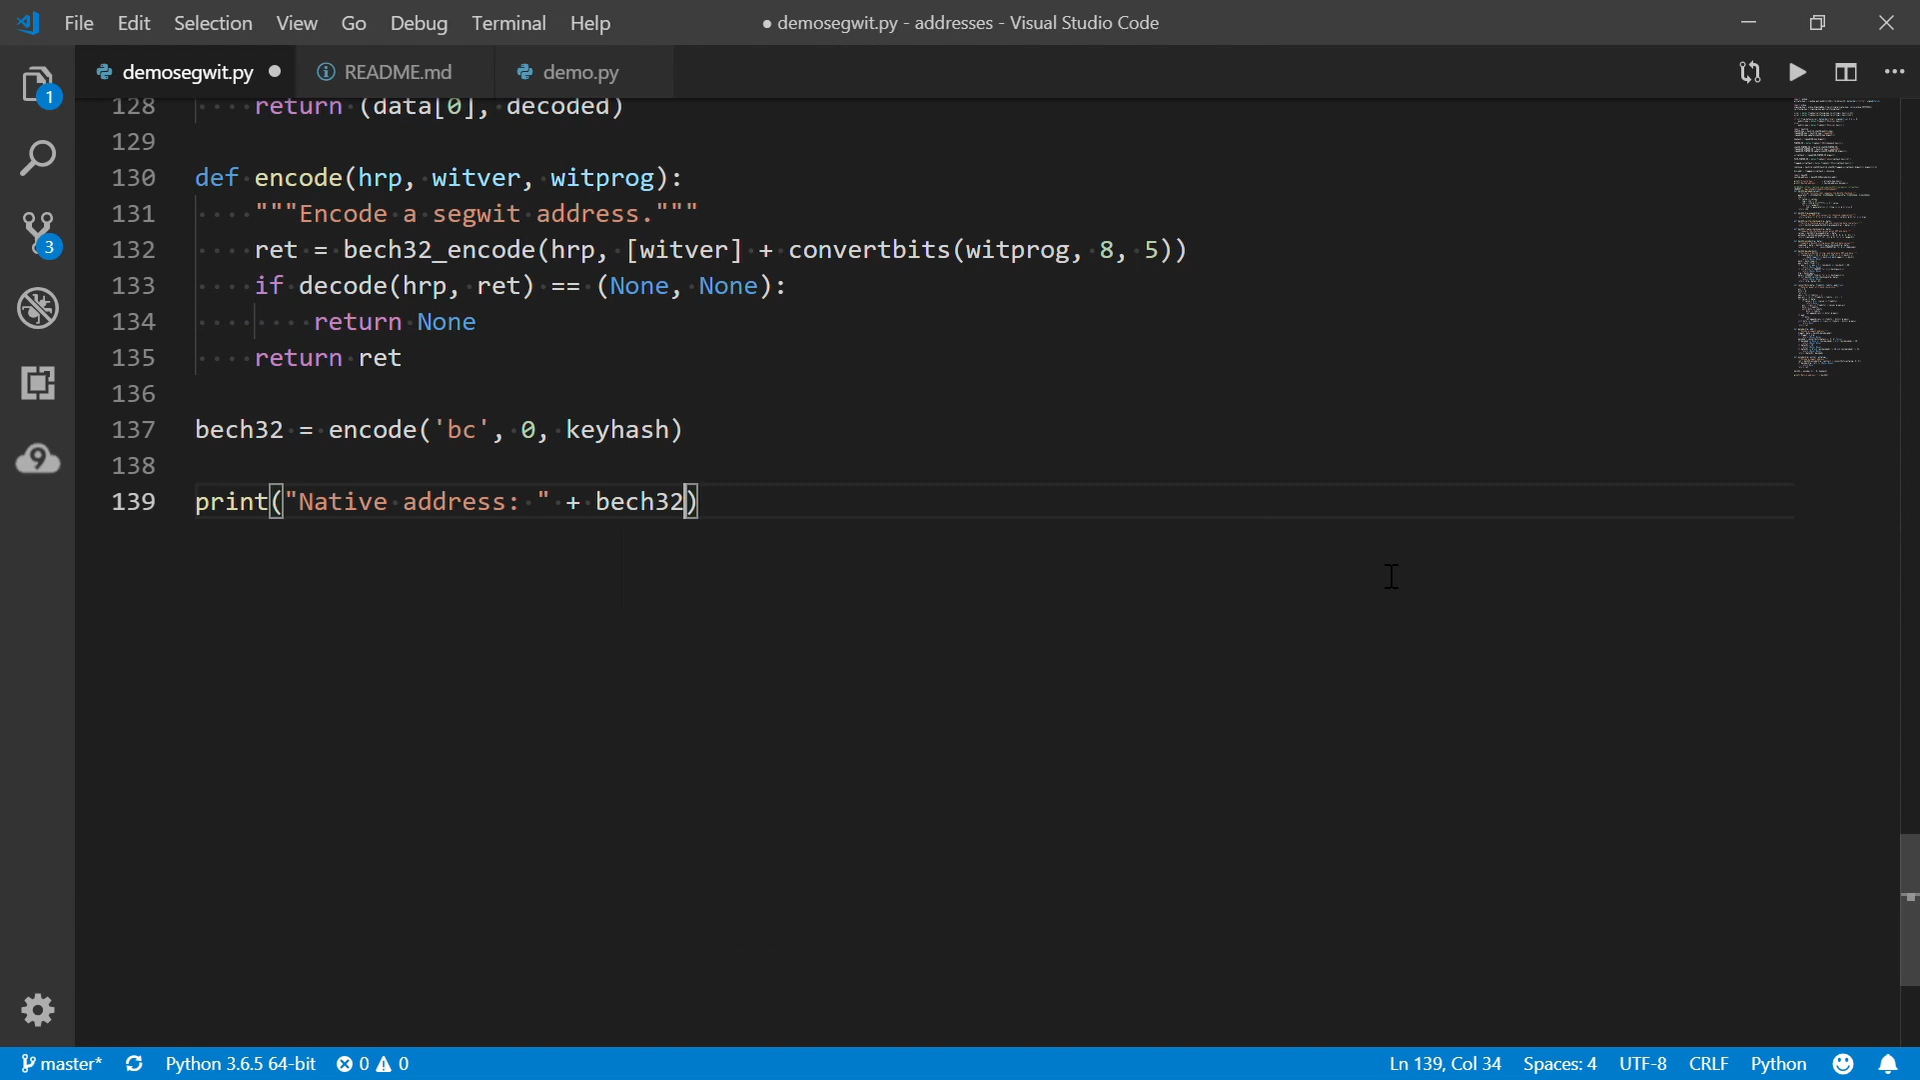 File Edit Selection View Go Debug Terminal Help
● demosegwit.py - addresses - Visual Studio Code
demosegwit.py ● README.md demo.py
1
3
9
128 return (data[0], decoded)
129
130 def encode(hrp, witver, witprog):
131 """Encode a segwit address."""
132 ret = bech32_encode(hrp, [witver] + convertbits(witprog, 8, 5))
133 if decode(hrp, ret) == (None, None):
134 return None
135 return ret
136
137 bech32 = encode('bc', 0, keyhash)
138
139 print("Native address: " + bech32)
master* Python 3.6.5 64-bit 0 0 Ln 139, Col 34 Spaces: 4 UTF-8 CRLF Python